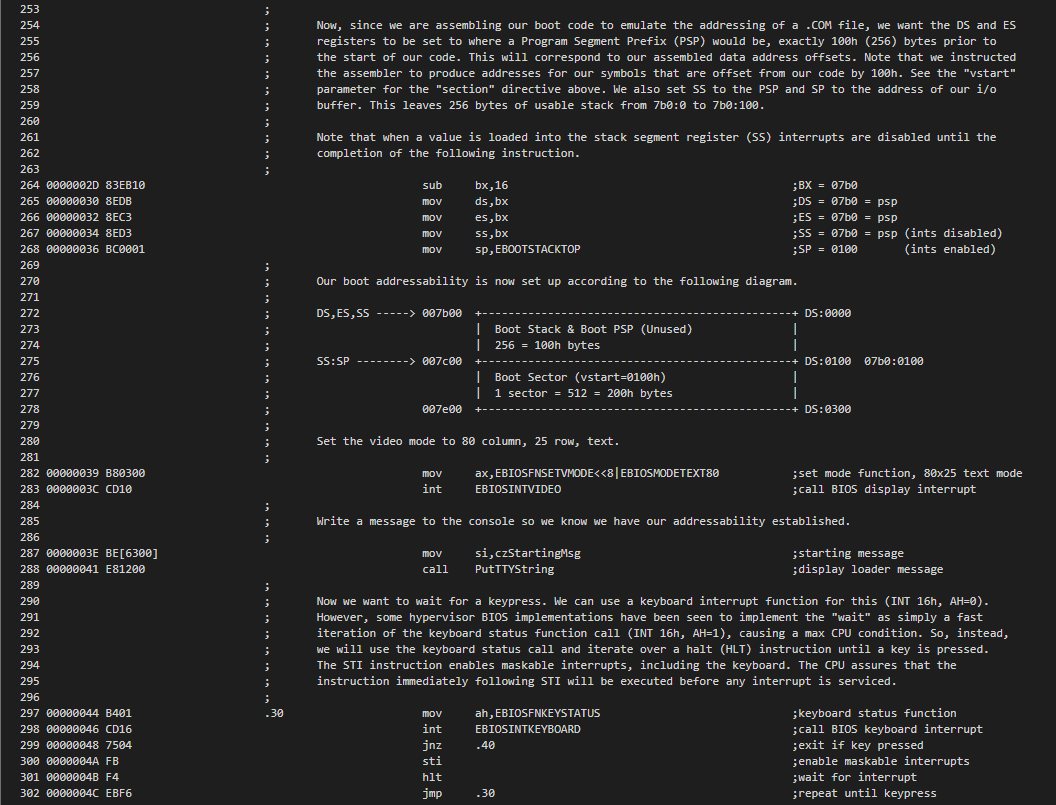 253 ;
254 ; Now, since we are assembling our boot code to emulate the addressing of a .COM file, we want the DS and ES
255 ; registers to be set to where a Program Segment Prefix (PSP) would be, exactly 100h (256) bytes prior to
256 ; the start of our code. This will correspond to our assembled data address offsets. Note that we instructed
257 ; the assembler to produce addresses for our symbols that are offset from our code by 100h. See the "vstart"
258 ; parameter for the "section" directive above. We also set SS to the PSP and SP to the address of our i/o
259 ; buffer. This leaves 256 bytes of usable stack from 7b0:0 to 7b0:100.
260 ;
261 ; Note that when a value is loaded into the stack segment register (SS) interrupts are disabled until the
262 ; completion of the following instruction.
263 ;
264 0000002D 83EB10 sub bx,16 ;BX = 07b0
265 00000030 8EDB mov ds,bx ;DS = 07b0 = psp
266 00000032 8EC3 mov es,bx ;ES = 07b0 = psp
267 00000034 8ED3 mov ss,bx ;SS = 07b0 = psp (ints disabled)
268 00000036 BC0001 mov sp,EBOOTSTACKTOP ;SP = 0100 (ints enabled)
269 ;
270 ; Our boot addressability is now set up according to the following diagram.
271 ;
272 ; DS,ES,SS -----> 007b00 +-----------------------------------------------+ DS:0000
273 ; | Boot Stack & Boot PSP (Unused) |
274 ; | 256 = 100h bytes |
275 ; SS:SP --------> 007c00 +-----------------------------------------------+ DS:0100 07b0:0100
276 ; | Boot Sector (vstart=0100h) |
277 ; | 1 sector = 512 = 200h bytes |
278 ; 007e00 +-----------------------------------------------+ DS:0300
279 ;
280 ; Set the video mode to 80 column, 25 row, text.
281 ;
282 00000039 B80300 mov ax,EBIOSFNSETVMODE<<8|EBIOSMODETEXT80 ;set mode function, 80x25 text mode
283 0000003C CD10 int EBIOSINTVIDEO ;call BIOS display interrupt
284 ;
285 ; Write a message to the console so we know we have our addressability established.
286 ;
287 0000003E BE[6300] mov si,czStartingMsg ;starting message
288 00000041 E81200 call PutTTYString ;display loader message
289 ;
290 ; Now we want to wait for a keypress. We can use a keyboard interrupt function for this (INT 16h, AH=0).
291 ; However, some hypervisor BIOS implementations have been seen to implement the "wait" as simply a fast
292 ; iteration of the keyboard status function call (INT 16h, AH=1), causing a max CPU condition. So, instead,
293 ; we will use the keyboard status call and iterate over a halt (HLT) instruction until a key is pressed.
294 ; The STI instruction enables maskable interrupts, including the keyboard. The CPU assures that the
295 ; instruction immediately following STI will be executed before any interrupt is serviced.
296 ;
297 00000044 B401 .30 mov ah,EBIOSFNKEYSTATUS ;keyboard status function
298 00000046 CD16 int EBIOSINTKEYBOARD ;call BIOS keyboard interrupt
299 00000048 7504 jnz .40 ;exit if key pressed
300 0000004A FB sti ;enable maskable interrupts
301 0000004B F4 hlt ;wait for interrupt
302 0000004C EBF6 jmp .30 ;repeat until keypress